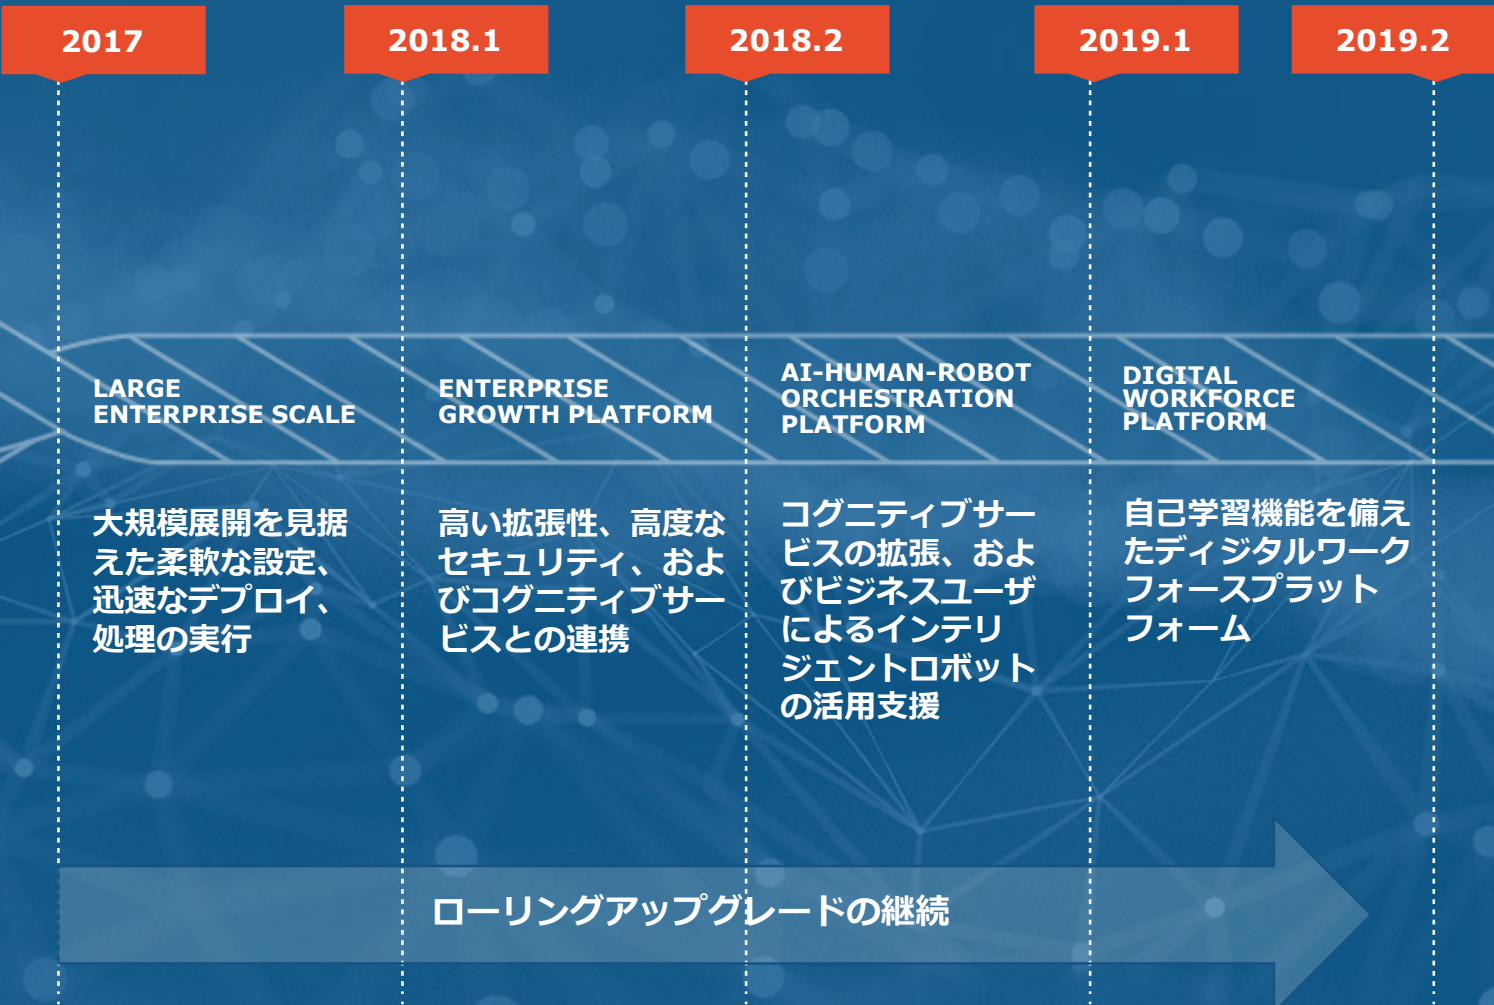 2017
2018.1
2018.2
2019.1
2019.2
LARGE
ENTERPRISE SCALE
ENTERPRISE
GROWTH PLATFORM
AI-HUMAN-ROBOT
ORCHESTRATION
PLATFORM
DIGITAL
WORKFORCE
PLATFORM
大規模展開を見据
えた柔軟な設定、
迅速なデプロイ、
処理の実行
高い拡張性、高度な
セキュリティ、およ
びコグニティブサー
ビスとの連携
コグニティブサー
ビスの拡張、およ
びビジネスユーザ
によるインテリ
ジェントロボット
の活用支援
自己学習機能を備え
たディジタルワーク
フォースプラット
フォーム
ローリングアップグレードの継続